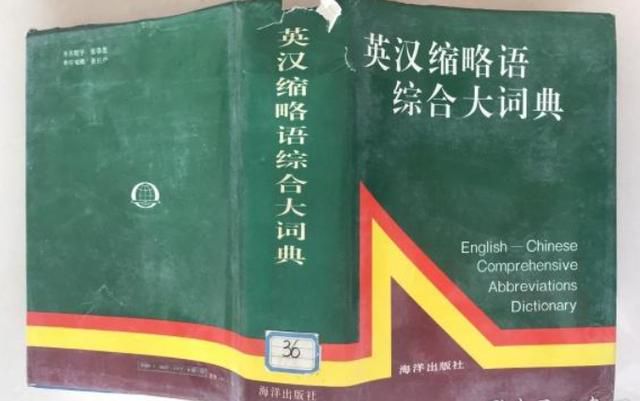 英汉缩略语
综合大词典
English — Chinese
Comprehensive
Abbreviations
Dictionary
海洋出版社
英汉缩略语综合大词典
36
海洋出版社